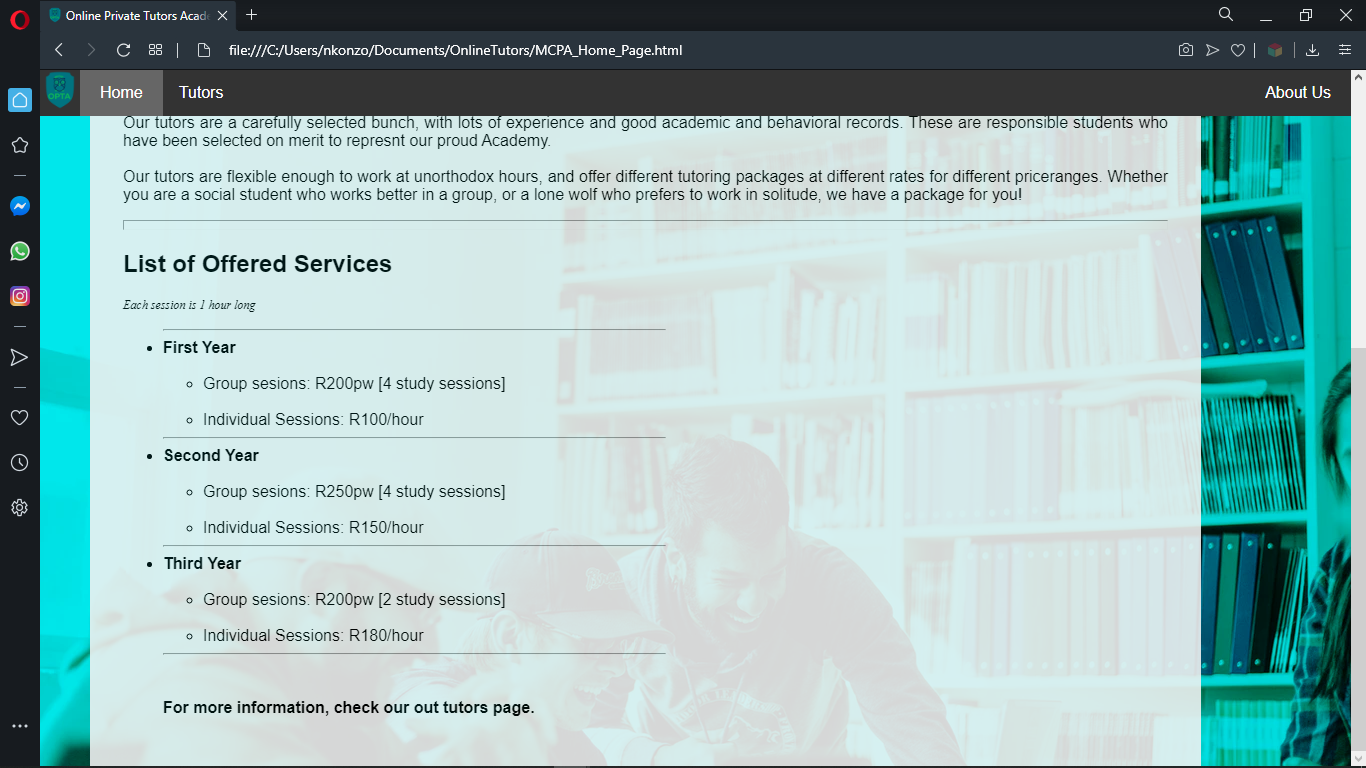 Online Private Tutors Acad
file:///C:/Users/nkonzo/Documents/OnlineTutors/MCPA_Home_Page.html
OPTA
Home
Tutors
About Us
Our tutors are a carefully selected bunch, with lots of experience and good academic and behavioral records. These are responsible students who
have been selected on merit to represnt our proud Academy.
Our tutors are flexible enough to work at unorthodox hours, and offer different tutoring packages at different rates for different priceranges. Whether
you are a social student who works better in a group, or a lone wolf who prefers to work in solitude, we have a package for you!
List of Offered Services
Each session is 1 hour long
• First Year
◦ Group sesions: R200pw [4 study sessions]
◦ Individual Sessions: R100/hour
• Second Year
◦ Group sesions: R250pw [4 study sessions]
◦ Individual Sessions: R150/hour
• Third Year
◦ Group sesions: R200pw [2 study sessions]
◦ Individual Sessions: R180/hour
For more information, check our out tutors page.